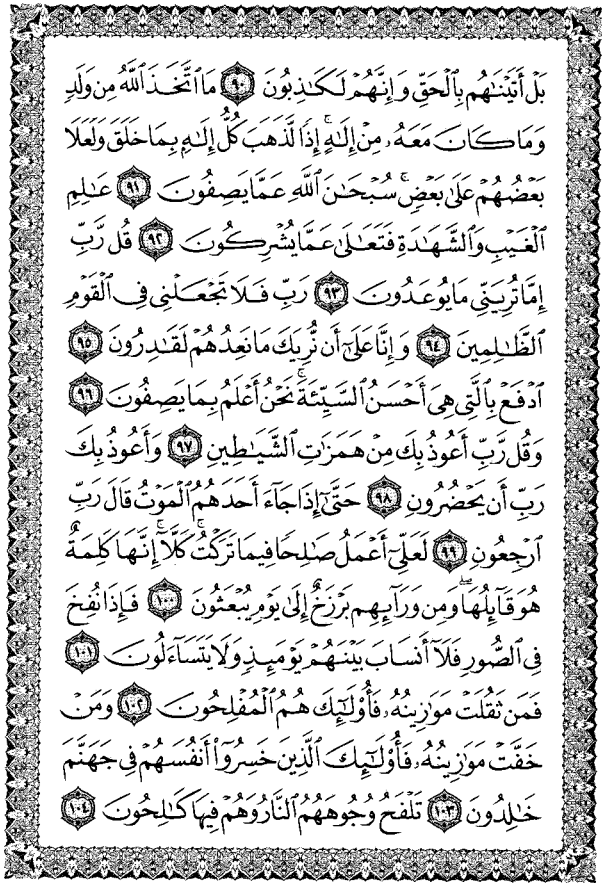 بَلْ أَتَيْنَٰهُم بِٱلْحَقِّ وَإِنَّهُمْ لَكَٰذِبُونَ ٩٠ مَا ٱتَّخَذَ ٱللَّهُ مِن وَلَدٍ
وَمَا كَانَ مَعَهُۥ مِنْ إِلَٰهٍ ۚ إِذًا لَّذَهَبَ كُلُّ إِلَٰهٍۭ بِمَا خَلَقَ وَلَعَلَا
بَعْضُهُمْ عَلَىٰ بَعْضٍ ۚ سُبْحَٰنَ ٱللَّهِ عَمَّا يَصِفُونَ ٩١ عَٰلِمِ
ٱلْغَيْبِ وَٱلشَّهَٰدَةِ فَتَعَٰلَىٰ عَمَّا يُشْرِكُونَ ٩٢ قُل رَّبِّ
إِمَّا تُرِيَنِّي مَا يُوعَدُونَ ٩٣ رَبِّ فَلَا تَجْعَلْنِي فِي ٱلْقَوْمِ
ٱلظَّٰلِمِينَ ٩٤ وَإِنَّا عَلَىٰٓ أَن نُّرِيَكَ مَا نَعِدُهُمْ لَقَٰدِرُونَ ٩٥
ٱدْفَعْ بِٱلَّتِي هِيَ أَحْسَنُ ٱلسَّيِّئَةَ ۚ نَحْنُ أَعْلَمُ بِمَا يَصِفُونَ ٩٦
وَقُل رَّبِّ أَعُوذُ بِكَ مِنْ هَمَزَٰتِ ٱلشَّيَٰطِينِ ٩٧ وَأَعُوذُ بِكَ
رَبِّ أَن يَحْضُرُونِ ٩٨ حَتَّىٰٓ إِذَا جَآءَ أَحَدَهُمُ ٱلْمَوْتُ قَالَ رَبِّ
ٱرْجِعُونِ ٩٩ لَعَلِّيٓ أَعْمَلُ صَٰلِحًا فِيمَا تَرَكْتُ ۚ كَلَّآ ۚ إِنَّهَا كَلِمَةٌ
هُوَ قَآئِلُهَا ۖ وَمِن وَرَآئِهِم بَرْزَخٌ إِلَىٰ يَوْمِ يُبْعَثُونَ ١٠٠ فَإِذَا نُفِخَ
فِي ٱلصُّورِ فَلَآ أَنسَابَ بَيْنَهُمْ يَوْمَئِذٍ وَلَا يَتَسَآءَلُونَ ١٠١
فَمَن ثَقُلَتْ مَوَٰزِينُهُۥ فَأُو۟لَٰٓئِكَ هُمُ ٱلْمُفْلِحُونَ ١٠٢ وَمَنْ
خَفَّتْ مَوَٰزِينُهُۥ فَأُو۟لَٰٓئِكَ ٱلَّذِينَ خَسِرُوٓا۟ أَنفُسَهُمْ فِي جَهَنَّمَ
خَٰلِدُونَ ١٠٣ تَلْفَحُ وُجُوهَهُمُ ٱلنَّارُ وَهُمْ فِيهَا كَٰلِحُونَ ١٠٤